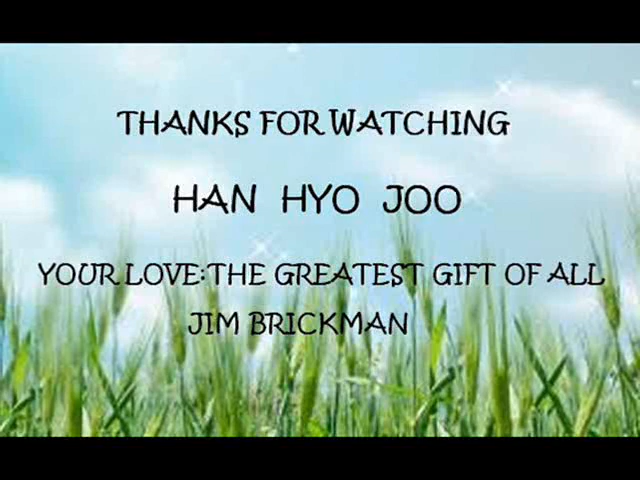 THANKS FOR WATCHING
HAN HYO JOO
YOUR LOVE:THE GREATEST GIFT OF ALL
JIM BRICKMAN